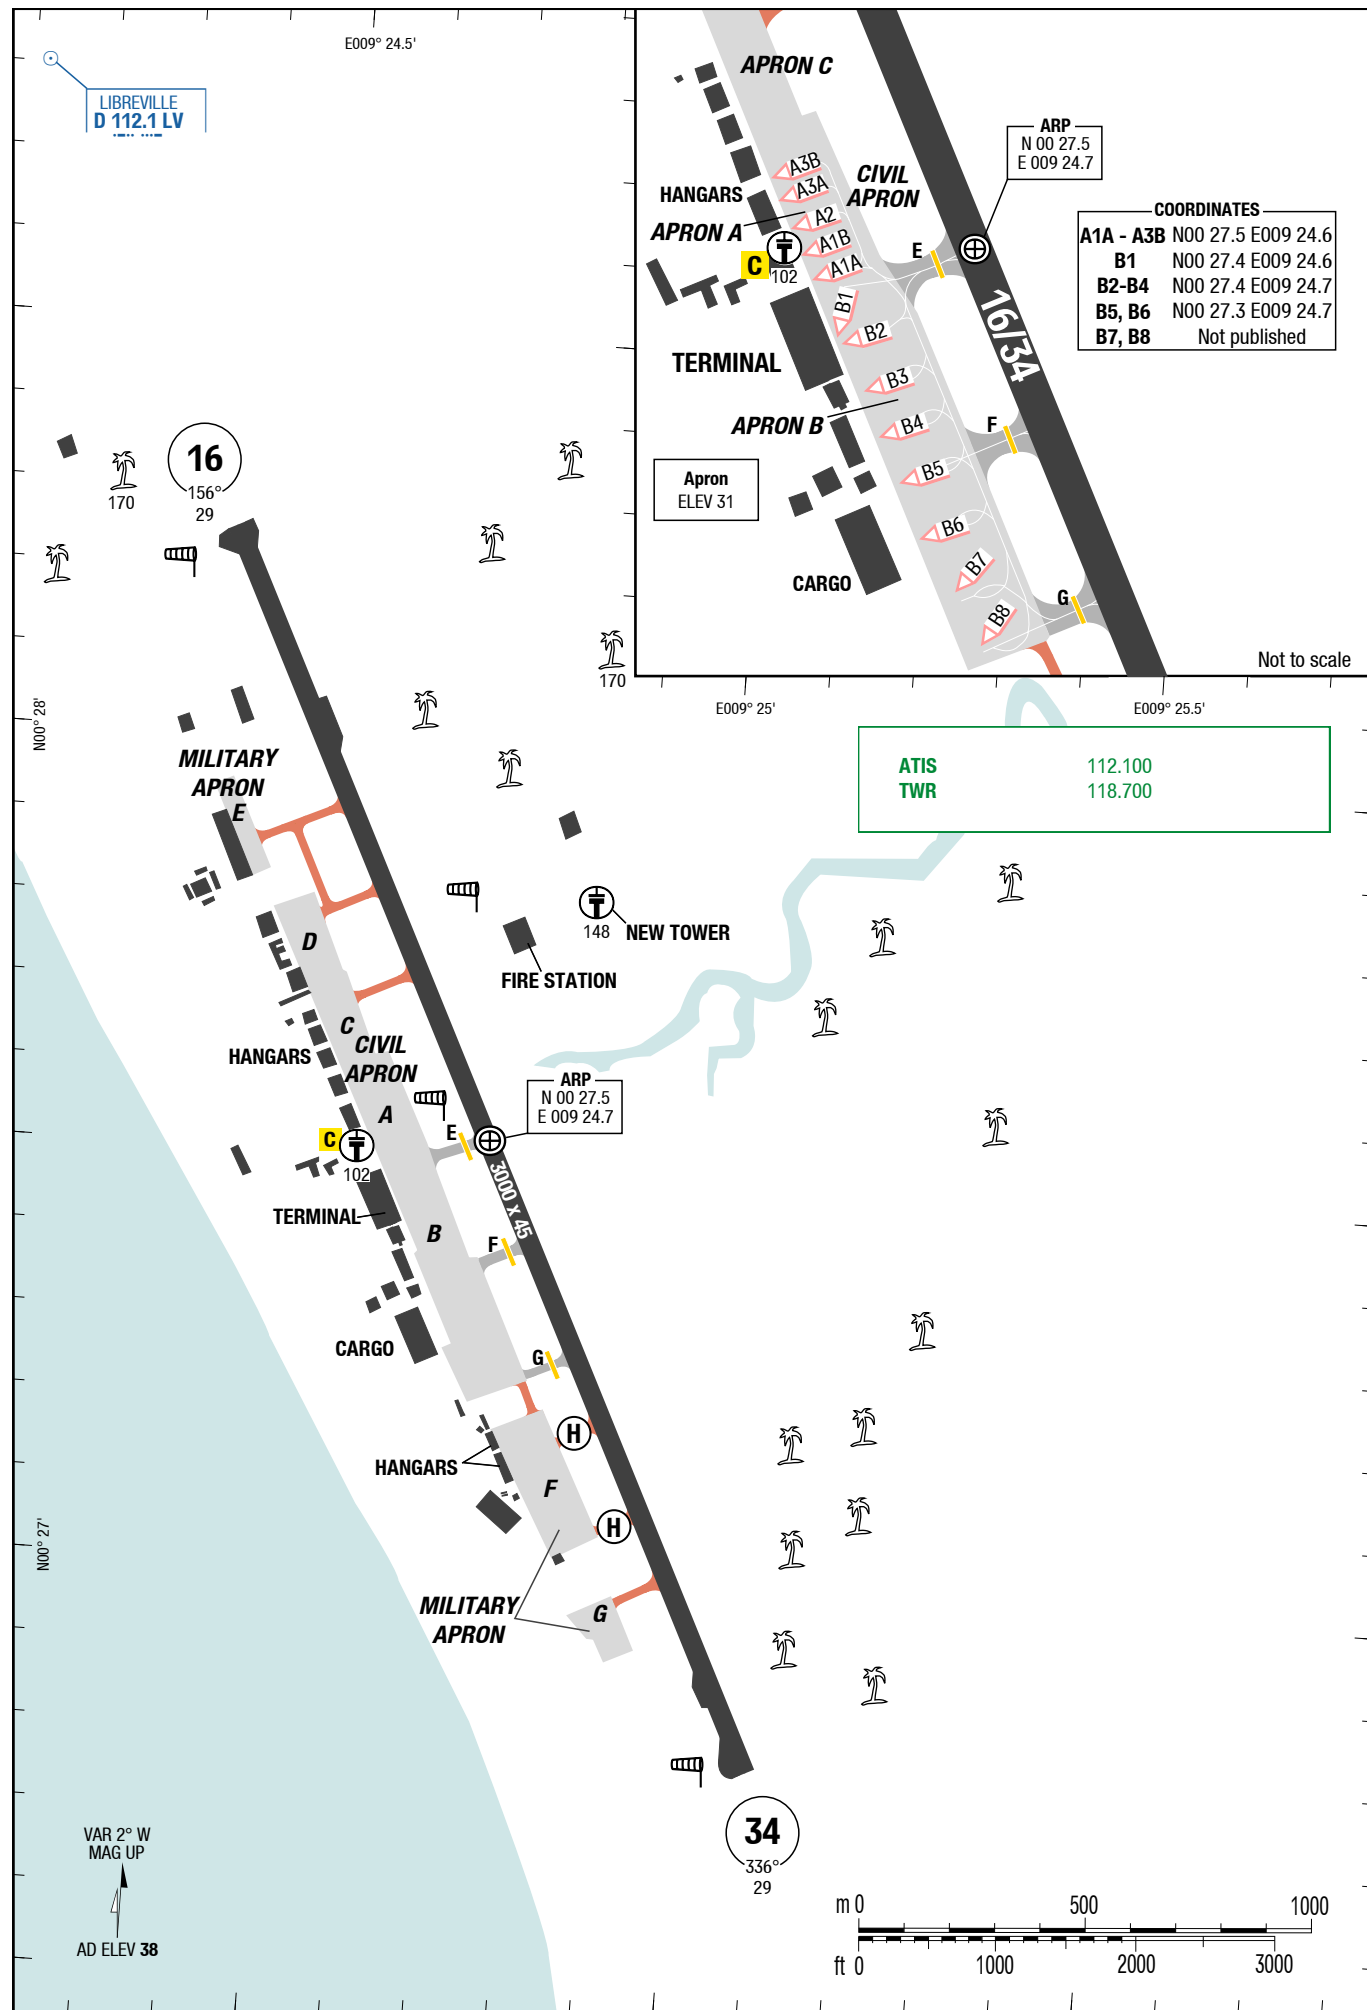 E009° 24.5'
LIBREVILLE
D 112.1 LV
APRON C
ARP
N 00 27.5
E 009 24.7
A3B
A3A
CIVIL
APRON
HANGARS
APRON A
A2
A1B
A1A
E
C
102
COORDINATES
A1A - A3B N00 27.5 E009 24.6
B1 N00 27.4 E009 24.6
B2-B4 N00 27.4 E009 24.7
B5, B6 N00 27.3 E009 24.7
B7, B8 Not published
B1
B2
16/34
TERMINAL
B3
APRON B
B4
F
Apron
ELEV 31
B5
B6
CARGO
B7
G
B8
Not to scale
E009° 25'
E009° 25.5'
16
156°
29
170
170
N00° 28'
ATIS 112.100
TWR 118.700
MILITARY
APRON
E
148
NEW TOWER
FIRE STATION
D
C
CIVIL
APRON
HANGARS
A
ARP
N 00 27.5
E 009 24.7
C
102
E
3000 x 45
TERMINAL
B
F
CARGO
G
H
HANGARS
F
H
N00° 27'
MILITARY
APRON
G
34
336°
29
VAR 2° W
MAG UP
AD ELEV 38
m 0 500 1000
ft 0 1000 2000 3000